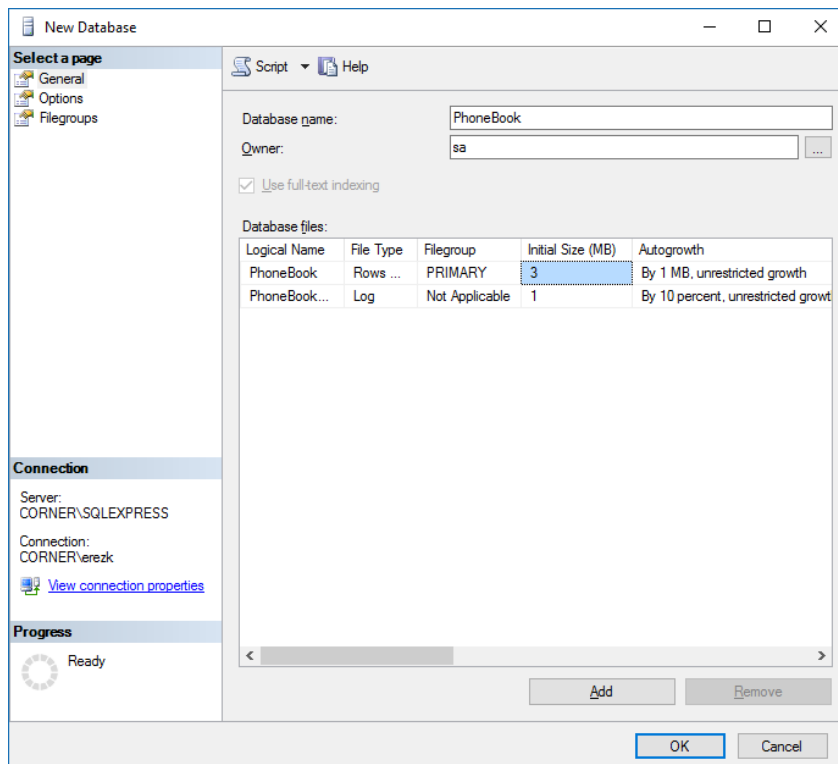 New Database
Select a page
General
Options
Filegroups
Script Help
Database name: PhoneBook
Owner: sa ...
Use full-text indexing
Database files:
Logical Name File Type Filegroup Initial Size (MB) Autogrowth
PhoneBook Rows ... PRIMARY 3 By 1 MB, unrestricted growth
PhoneBook... Log Not Applicable 1 By 10 percent, unrestricted growt
Connection
Server:
CORNER\SQLEXPRESS
Connection:
CORNER\erezk
View connection properties
Progress
Ready
Add Remove
OK Cancel